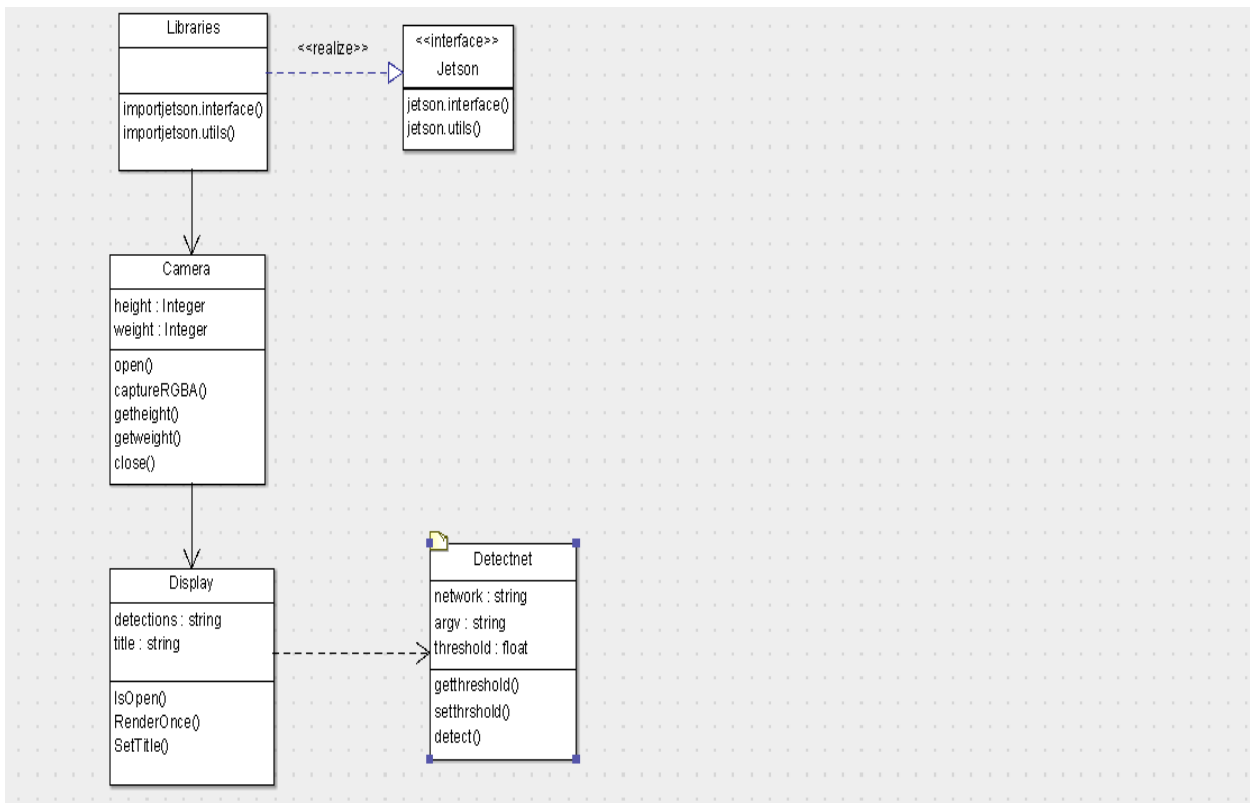 Libraries
importjetson.interface()
importjetson.utils()
<<realize>>
<<interface>>
Jetson
jetson.interface()
jetson.utils()
Camera
height : Integer
weight : Integer
open()
captureRGBA()
getheight()
getweight()
close()
Display
detections : string
title : string
IsOpen()
RenderOnce()
SetTitle()
Detectnet
network : string
argv : string
threshold : float
getthreshold()
setthrshold()
detect()